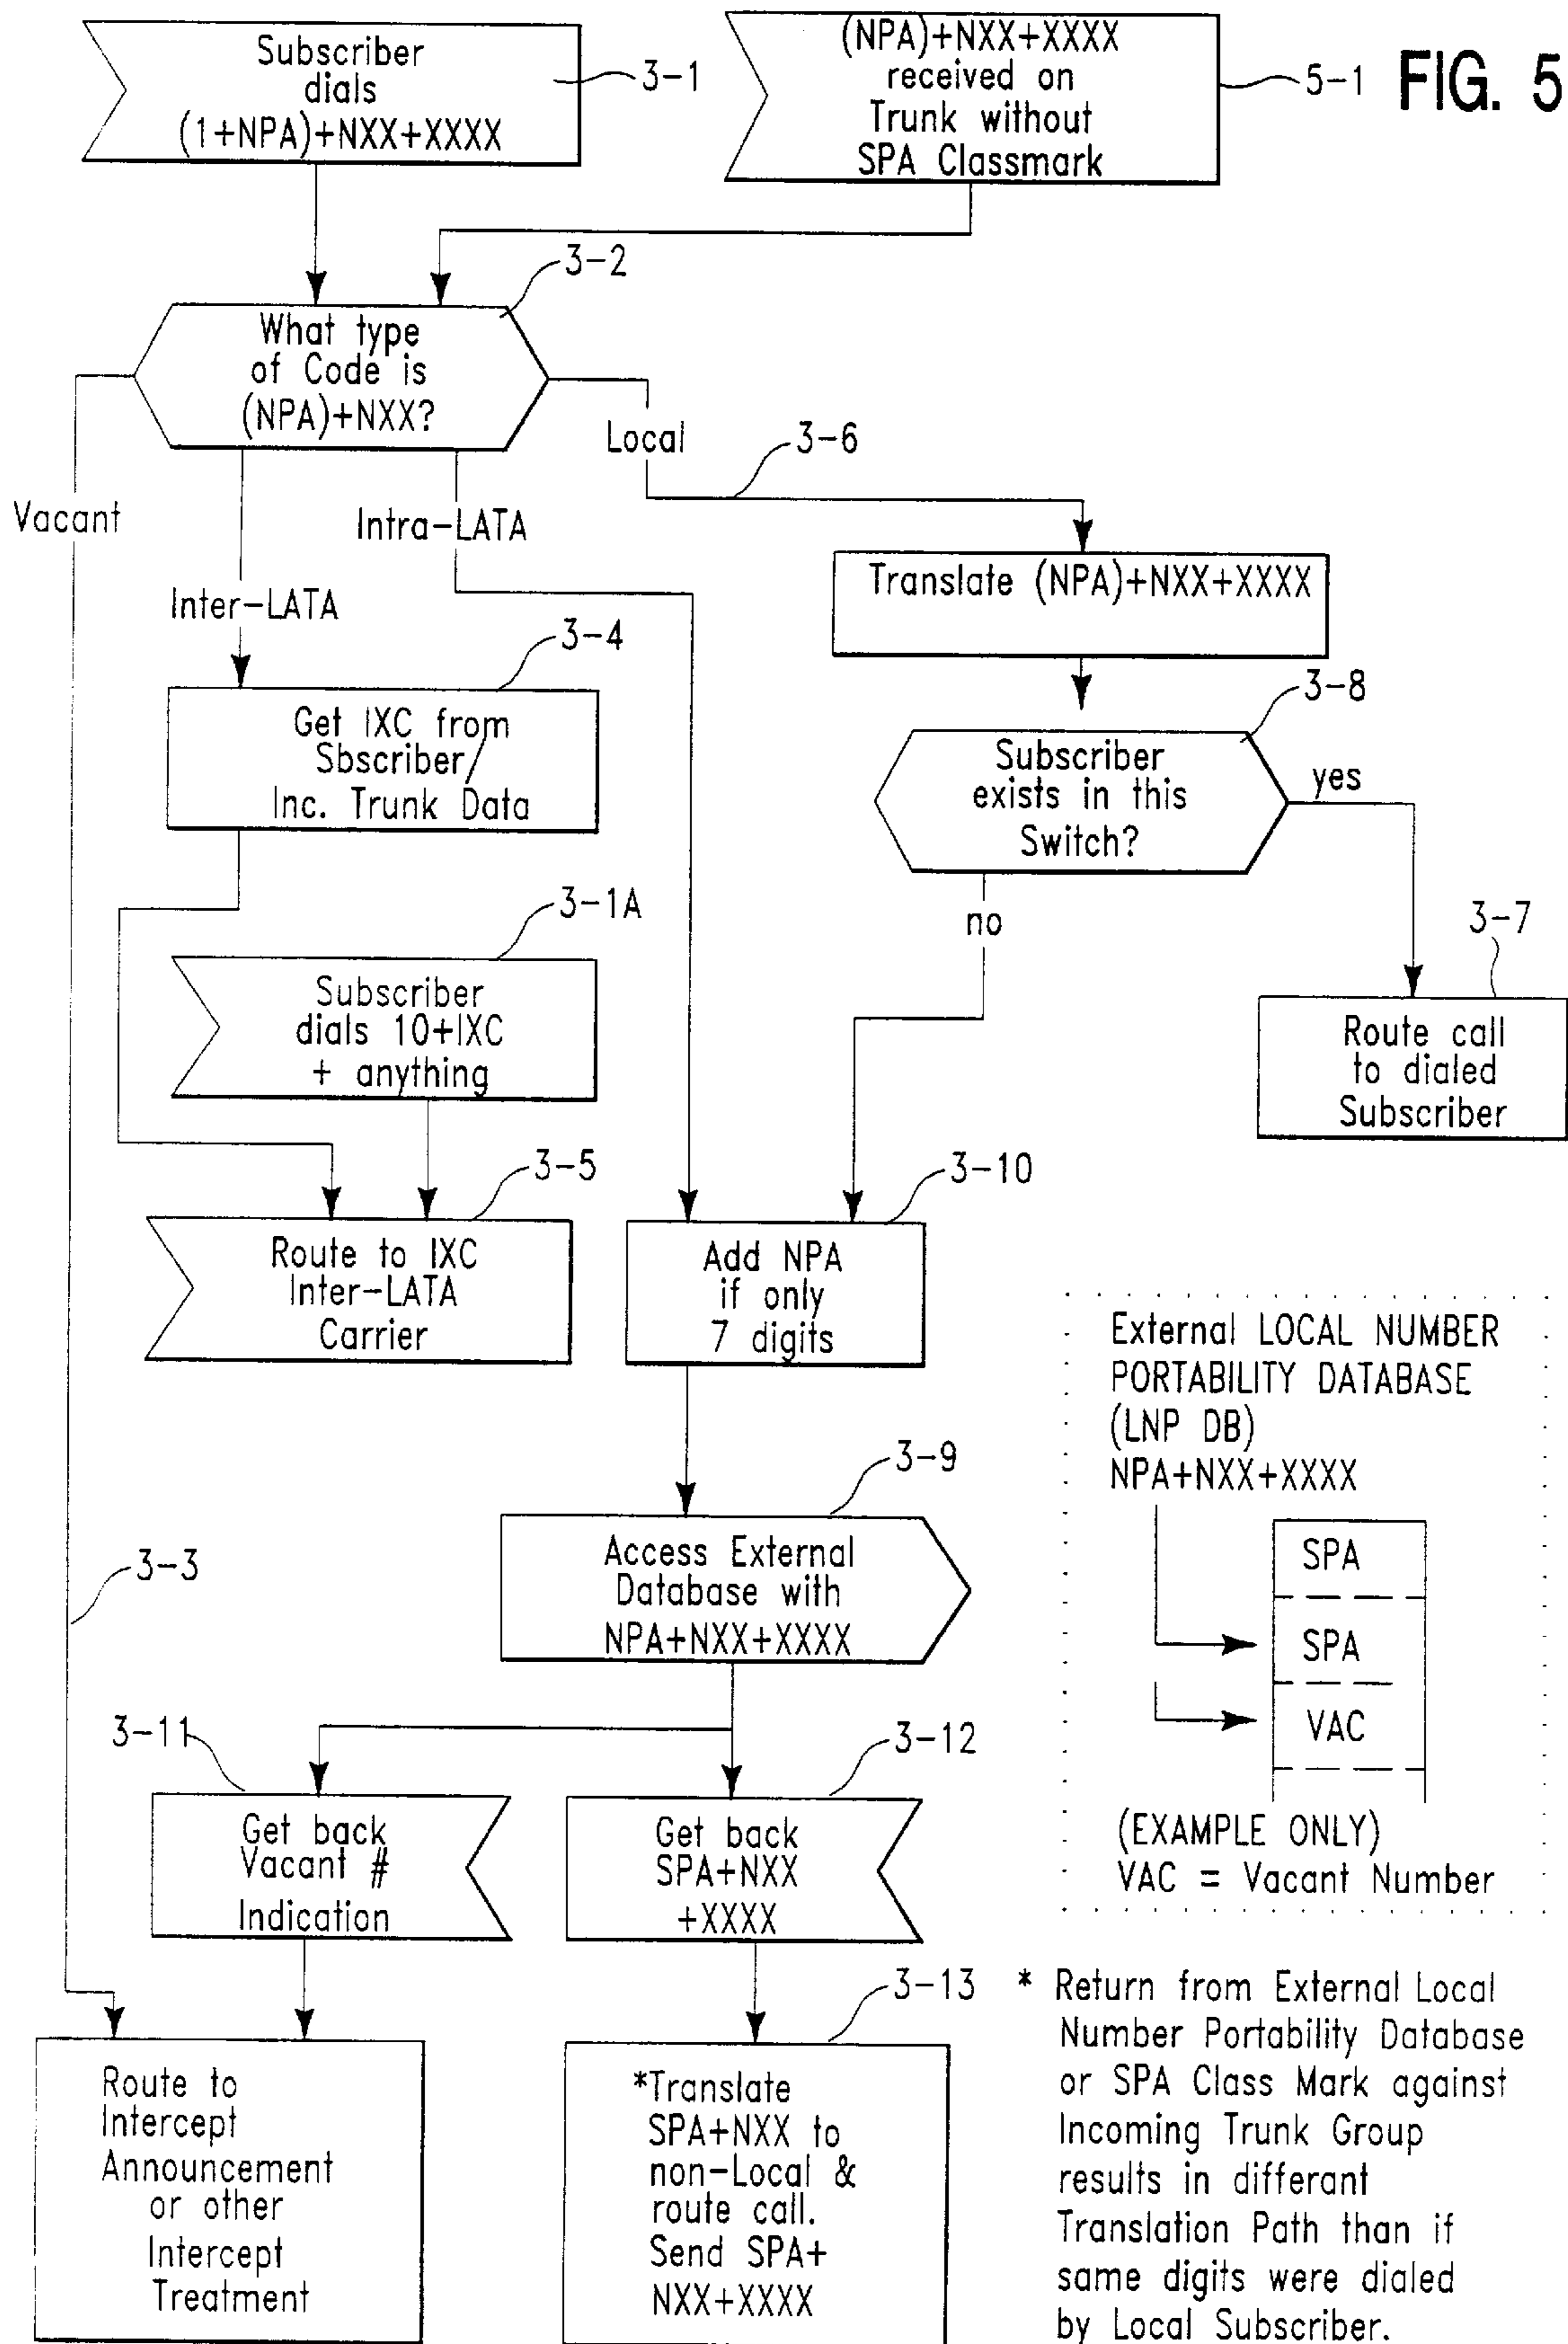 Subscriber
dials
(1+NPA)+NXX+XXXX
3-1
(NPA)+NXX+XXXX
received on
Trunk without
SPA Classmark
5-1
FIG. 5
3-2
What type
of Code is
(NPA)+NXX?
Vacant
Inter-LATA
Intra-LATA
Local
3-6
Translate (NPA)+NXX+XXXX
3-4
Get IXC from
Sbscriber/
Inc. Trunk Data
3-8
Subscriber
exists in this
Switch?
yes
no
3-1A
Subscriber
dials 10+IXC
+ anything
3-7
Route call
to dialed
Subscriber
3-5
Route to IXC
Inter-LATA
Carrier
3-10
Add NPA
if only
7 digits
External LOCAL NUMBER
PORTABILITY DATABASE
(LNP DB)
NPA+NXX+XXXX
SPA
SPA
VAC
(EXAMPLE ONLY)
VAC = Vacant Number
3-9
Access External
Database with
NPA+NXX+XXXX
3-3
3-11
Get back
Vacant #
Indication
3-12
Get back
SPA+NXX
+XXXX
Route to
Intercept
Announcement
or other
Intercept
Treatment
3-13
*Translate
SPA+NXX to
non-Local &
route call.
Send SPA+
NXX+XXXX
* Return from External Local
Number Portability Database
or SPA Class Mark against
Incoming Trunk Group
results in differant
Translation Path than if
same digits were dialed
by Local Subscriber.